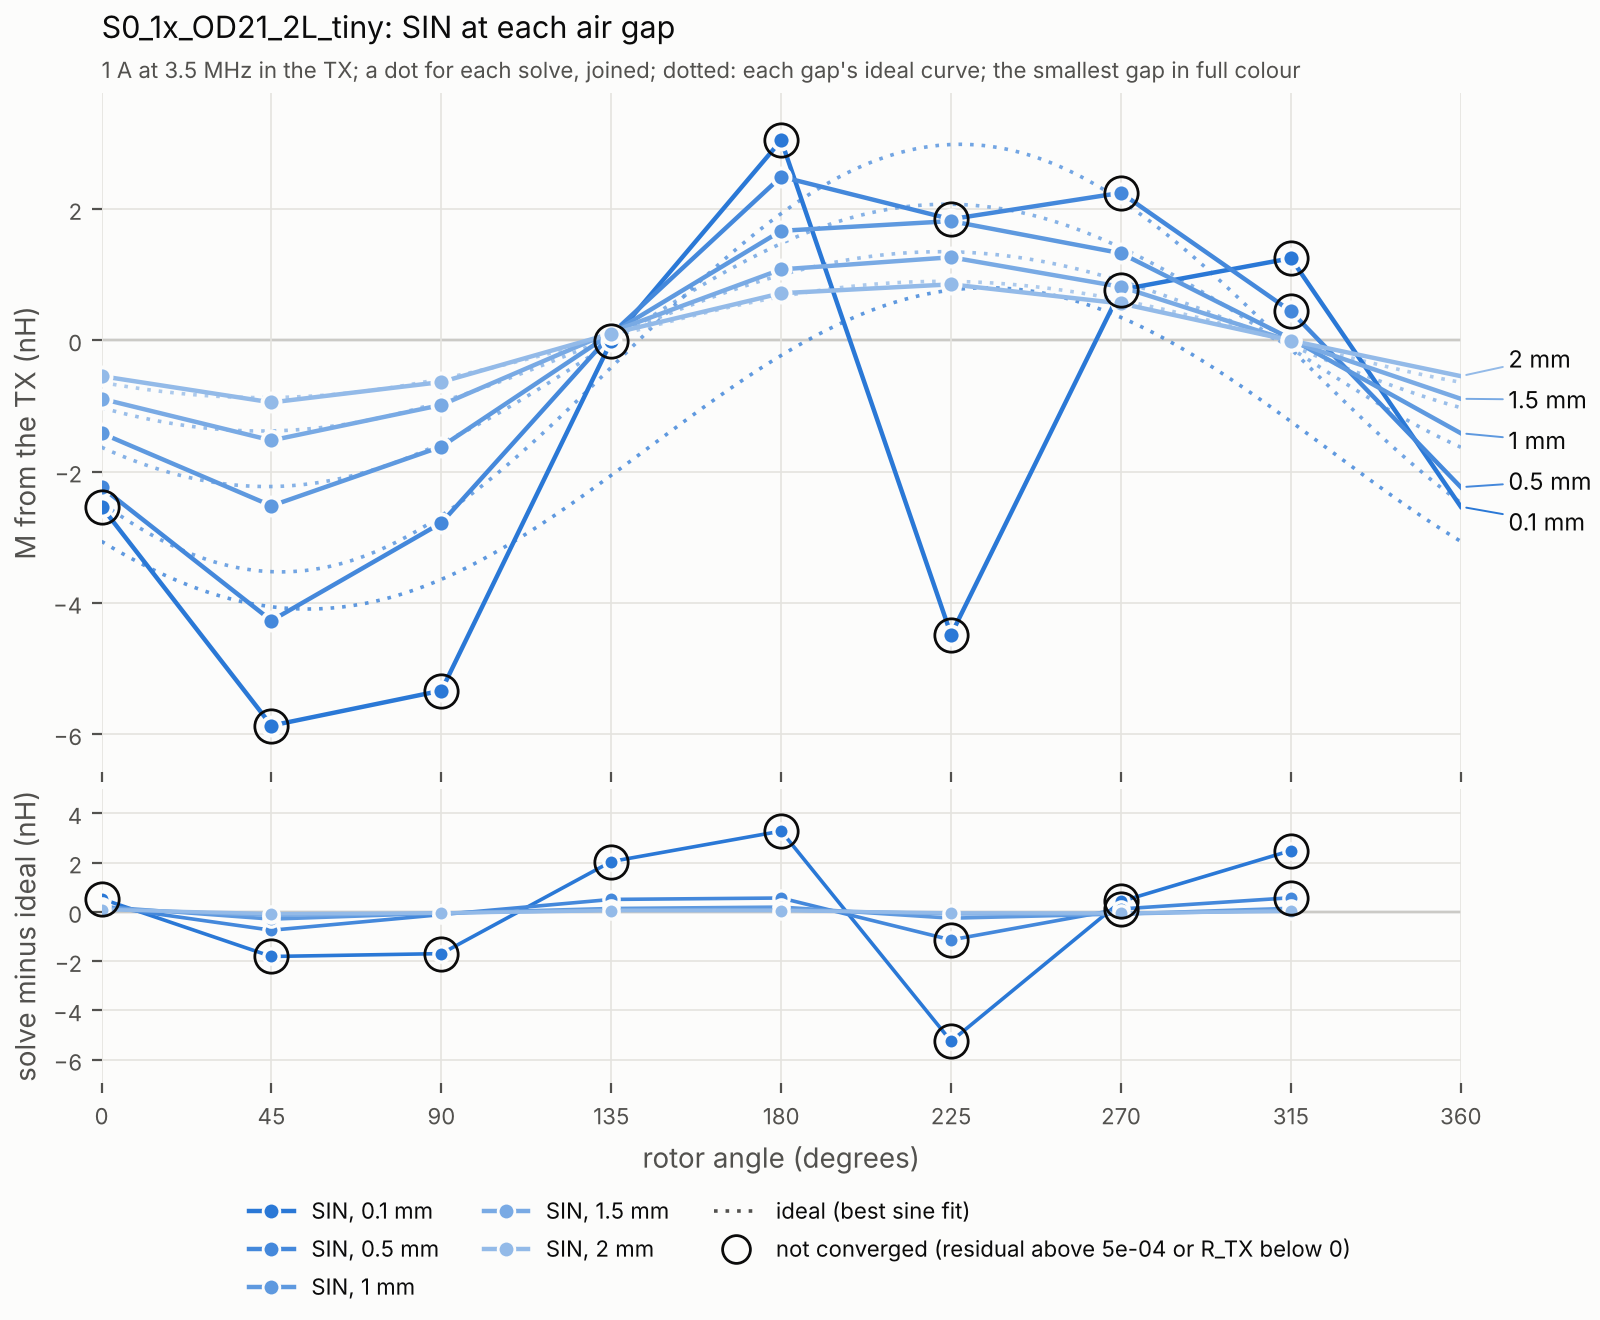 S0_1x_OD21_2L_tiny: SIN at each air gap
1 A at 3.5 MHz in the TX; a dot for each solve, joined; dotted: each gap's ideal curve; the smallest gap in full colour
M from the TX (nH)
2
0
−2
−4
−6
2 mm
1.5 mm
1 mm
0.5 mm
0.1 mm
solve minus ideal (nH)
4
2
0
−2
−4
−6
0 45 90 135 180 225 270 315 360
rotor angle (degrees)
SIN, 0.1 mm
SIN, 0.5 mm
SIN, 1 mm
SIN, 1.5 mm
SIN, 2 mm
ideal (best sine fit)
not converged (residual above 5e-04 or R_TX below 0)